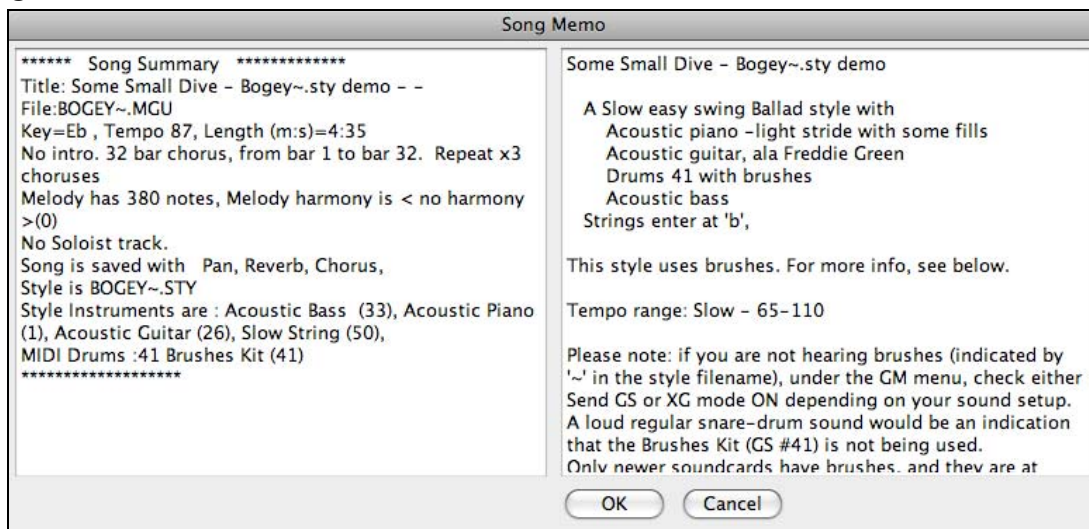 Song Memo
****** Song Summary *************
Title: Some Small Dive - Bogey~.sty demo - -
File:BOGEY~.MGU
Key=Eb , Tempo 87, Length (m:s)=4:35
No intro. 32 bar chorus, from bar 1 to bar 32. Repeat x3
choruses
Melody has 380 notes, Melody harmony is < no harmony
>(0)
No Soloist track.
Song is saved with Pan, Reverb, Chorus,
Style is BOGEY~.STY
Style Instruments are : Acoustic Bass (33), Acoustic Piano
(1), Acoustic Guitar (26), Slow String (50),
MIDI Drums :41 Brushes Kit (41)
*******************
Some Small Dive - Bogey~.sty demo
A Slow easy swing Ballad style with
Acoustic piano -light stride with some fills
Acoustic guitar, ala Freddie Green
Drums 41 with brushes
Acoustic bass
Strings enter at 'b',
This style uses brushes. For more info, see below.
Tempo range: Slow - 65-110
Please note: if you are not hearing brushes (indicated by
'~' in the style filename), under the GM menu, check either
Send GS or XG mode ON depending on your sound setup.
A loud regular snare-drum sound would be an indication
that the Brushes Kit (GS #41) is not being used.
Only newer soundcards have brushes, and they are at
OK
Cancel